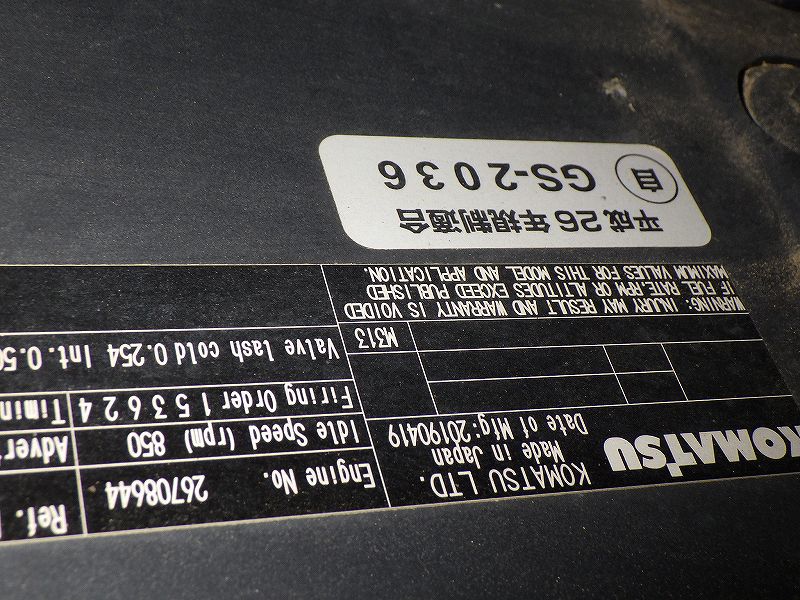 KOMATSU
KOMATSU LTD.
Made in Japan
Date of Mfg:20190419
M313
WARNING: INJURY MAY RESULT AND WARRANTY IS VOIDED
IF FUEL RATE.RPM OR ALTITUDES EXCEED PUBLISHED
MAXIMUM VALUES FOR THIS MODEL AND APPLICATION.
Engine No. 26708644 Ref.
Idle Speed (rpm) 850
Firing Order 1 5 3 6 2 4
Valve lash cold 0.254 Int.
平成26年規制適合
自 GS-2036